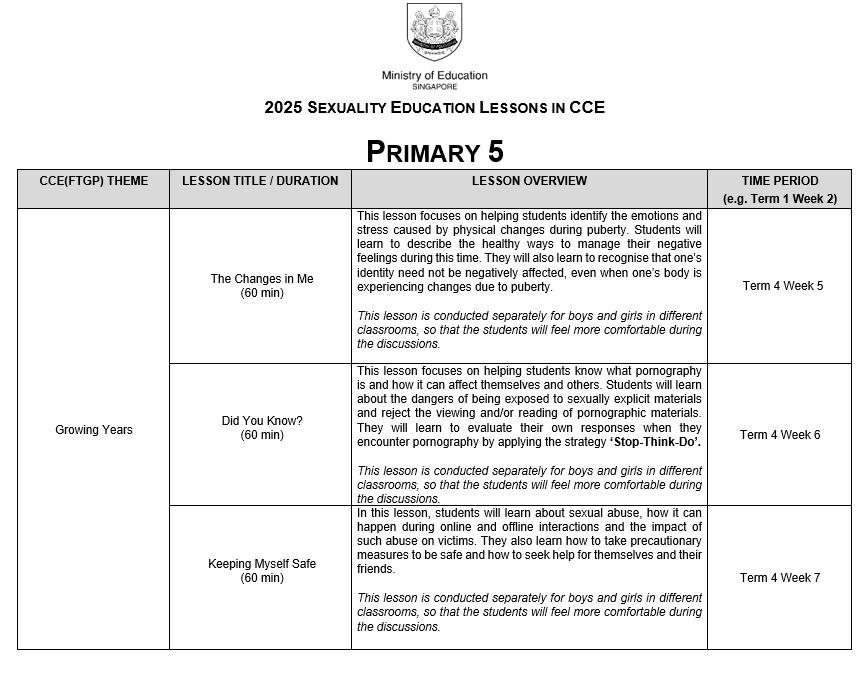 Ministry of Education
SINGAPORE
2025 SEXUALITY EDUCATION LESSONS IN CCE
PRIMARY 5
CCE(FTGP) THEME
LESSON TITLE / DURATION
LESSON OVERVIEW
TIME PERIOD
(e.g. Term 1 Week 2)
Growing Years
The Changes in Me
(60 min)
This lesson focuses on helping students identify the emotions and
stress caused by physical changes during puberty. Students will
learn to describe the healthy ways to manage their negative
feelings during this time. They will also learn to recognise that one's
identity need not be negatively affected, even when one's body is
experiencing changes due to puberty.
This lesson is conducted separately for boys and girls in different
classrooms, so that the students will feel more comfortable during
the discussions.
Term 4 Week 5
Did You Know?
(60 min)
This lesson focuses on helping students know what pornography
is and how it can affect themselves and others. Students will learn
about the dangers of being exposed to sexually explicit materials
and reject the viewing and/or reading of pornographic materials.
They will learn to evaluate their own responses when they
encounter pornography by applying the strategy ‘Stop-Think-Do’.
This lesson is conducted separately for boys and girls in different
classrooms, so that the students will feel more comfortable during
the discussions.
Term 4 Week 6
Keeping Myself Safe
(60 min)
In this lesson, students will learn about sexual abuse, how it can
happen during online and offline interactions and the impact of
such abuse on victims. They also learn how to take precautionary
measures to be safe and how to seek help for themselves and their
friends.
This lesson is conducted separately for boys and girls in different
classrooms, so that the students will feel more comfortable during
the discussions.
Term 4 Week 7